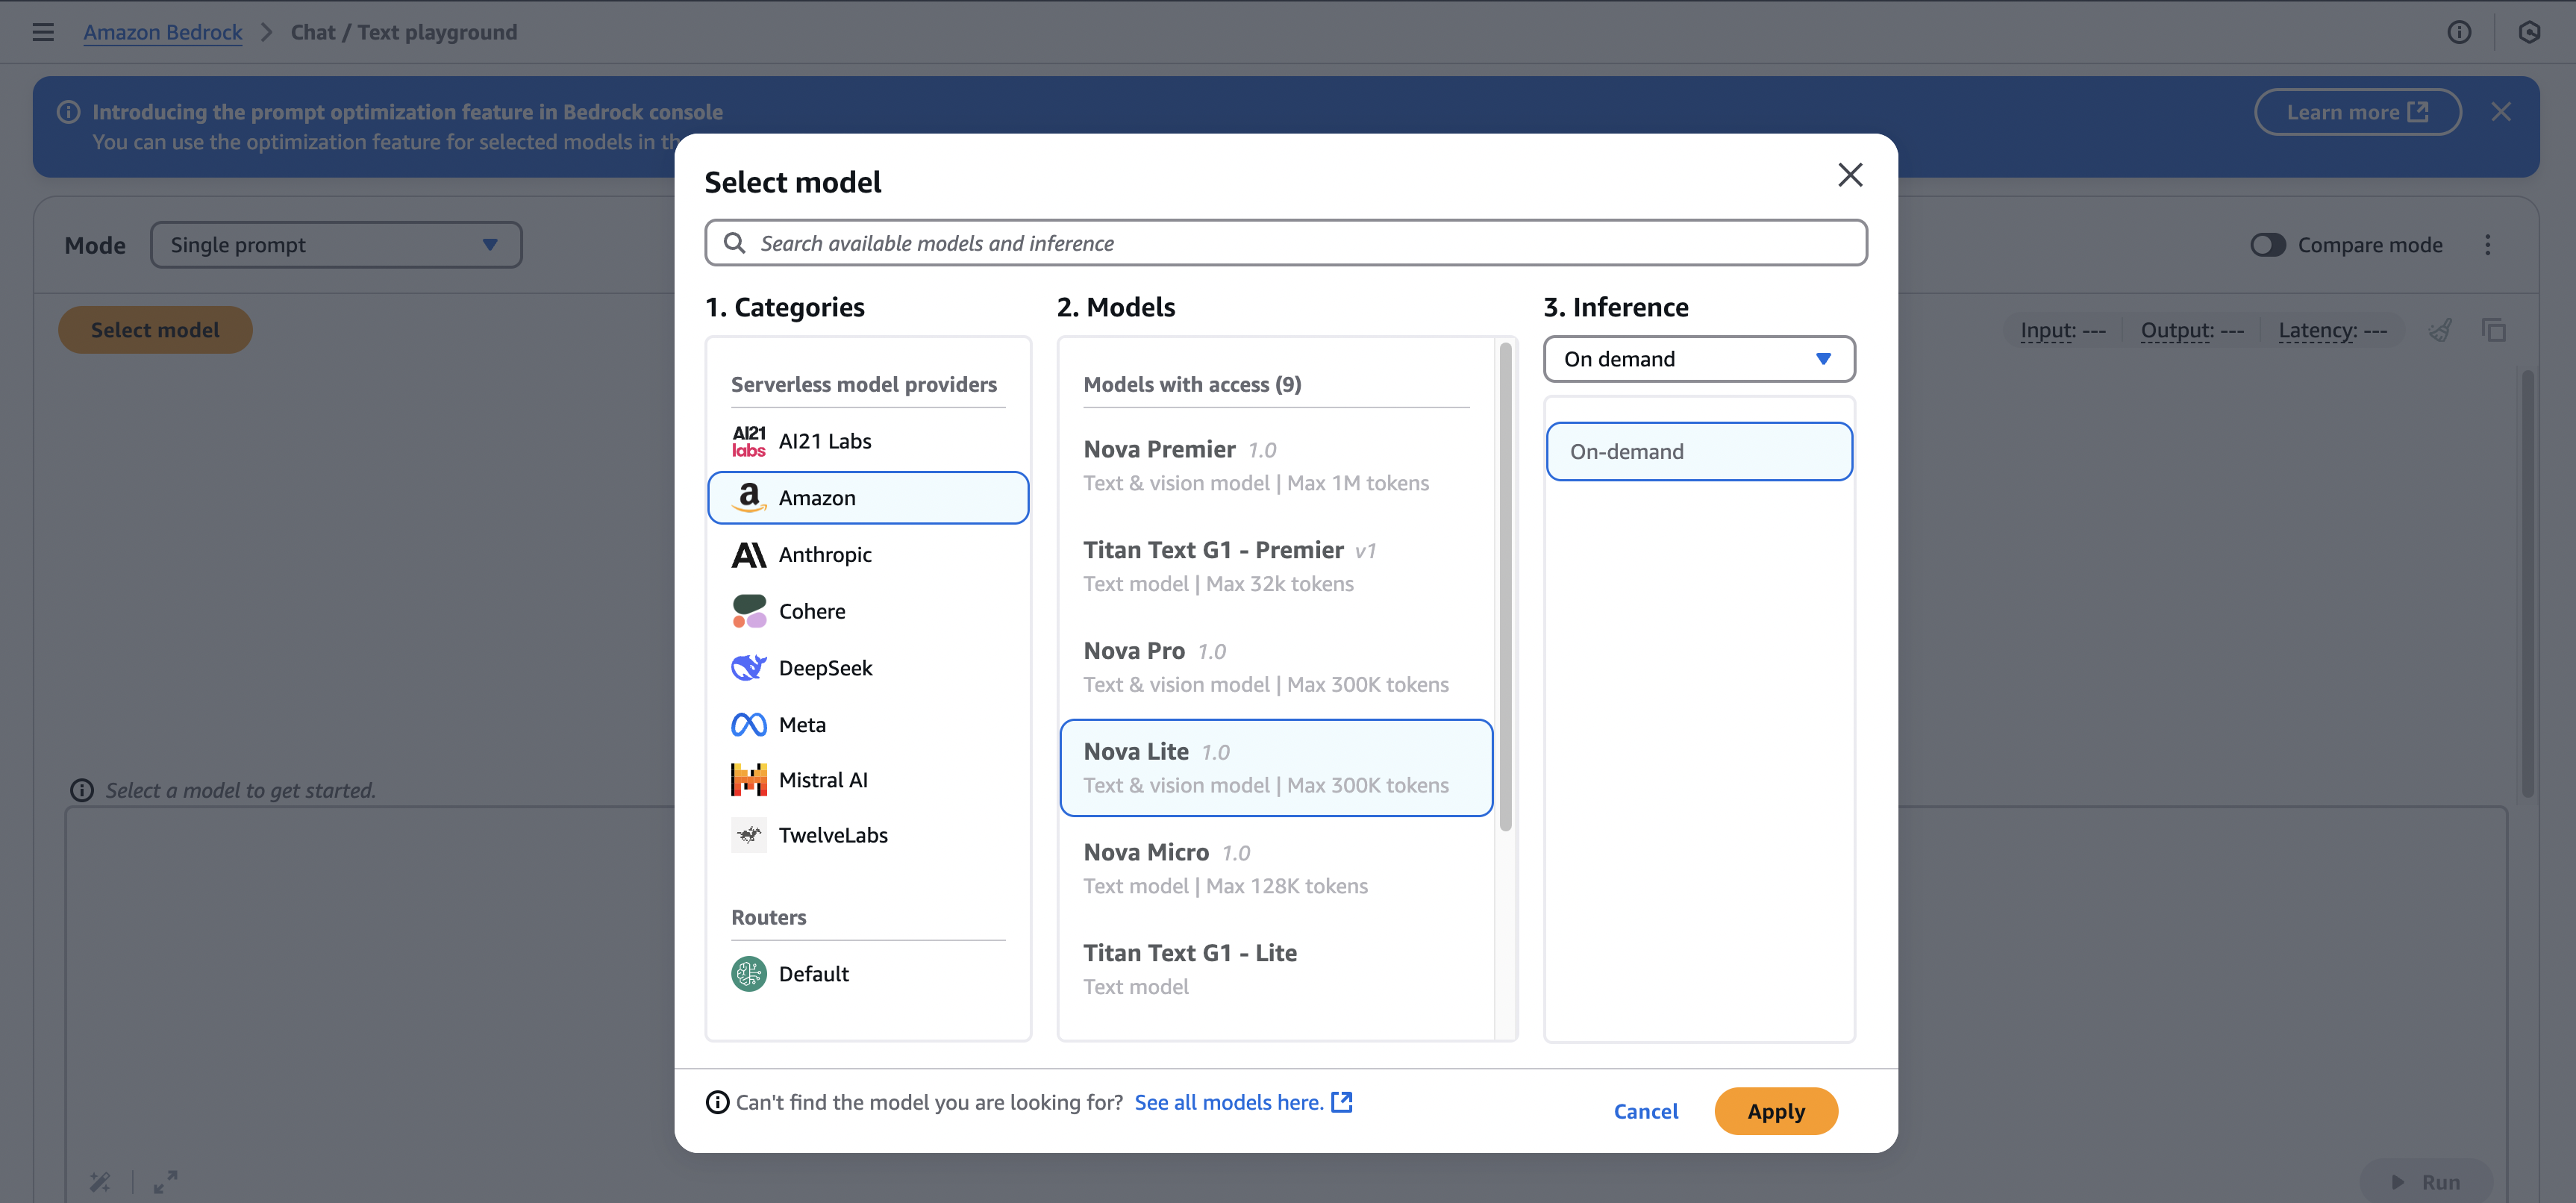 Amazon Bedrock > Chat / Text playground
Introducing the prompt optimization feature in Bedrock console
You can use the optimization feature for selected models in th
Learn more
Mode
Single prompt
Compare mode
Select model
Input: ---
Output: ---
Latency: ---
Select a model to get started.
Run
Select model
Search available models and inference
1. Categories
Serverless model providers
AI21 labs
AI21 Labs
a
Amazon
Anthropic
Cohere
DeepSeek
Meta
Mistral AI
TwelveLabs
Routers
Default
2. Models
Models with access (9)
Nova Premier 1.0
Text & vision model | Max 1M tokens
Titan Text G1 - Premier v1
Text model | Max 32k tokens
Nova Pro 1.0
Text & vision model | Max 300K tokens
Nova Lite 1.0
Text & vision model | Max 300K tokens
Nova Micro 1.0
Text model | Max 128K tokens
Titan Text G1 - Lite
Text model
3. Inference
On demand
On-demand
Can't find the model you are looking for? See all models here.
Cancel
Apply